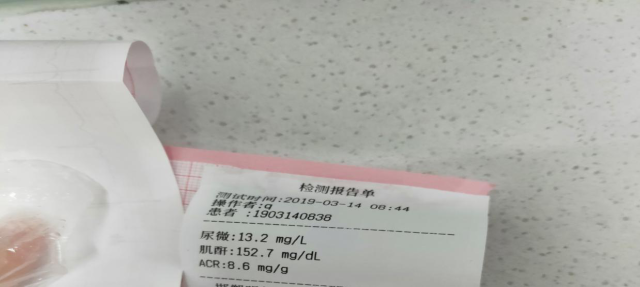 检测报告单
测试时间:2019-03-14 08:44
操作者:q
患者:1903140838
尿微:13.2 mg/L
肌酐:152.7 mg/dL
ACR:8.6 mg/g